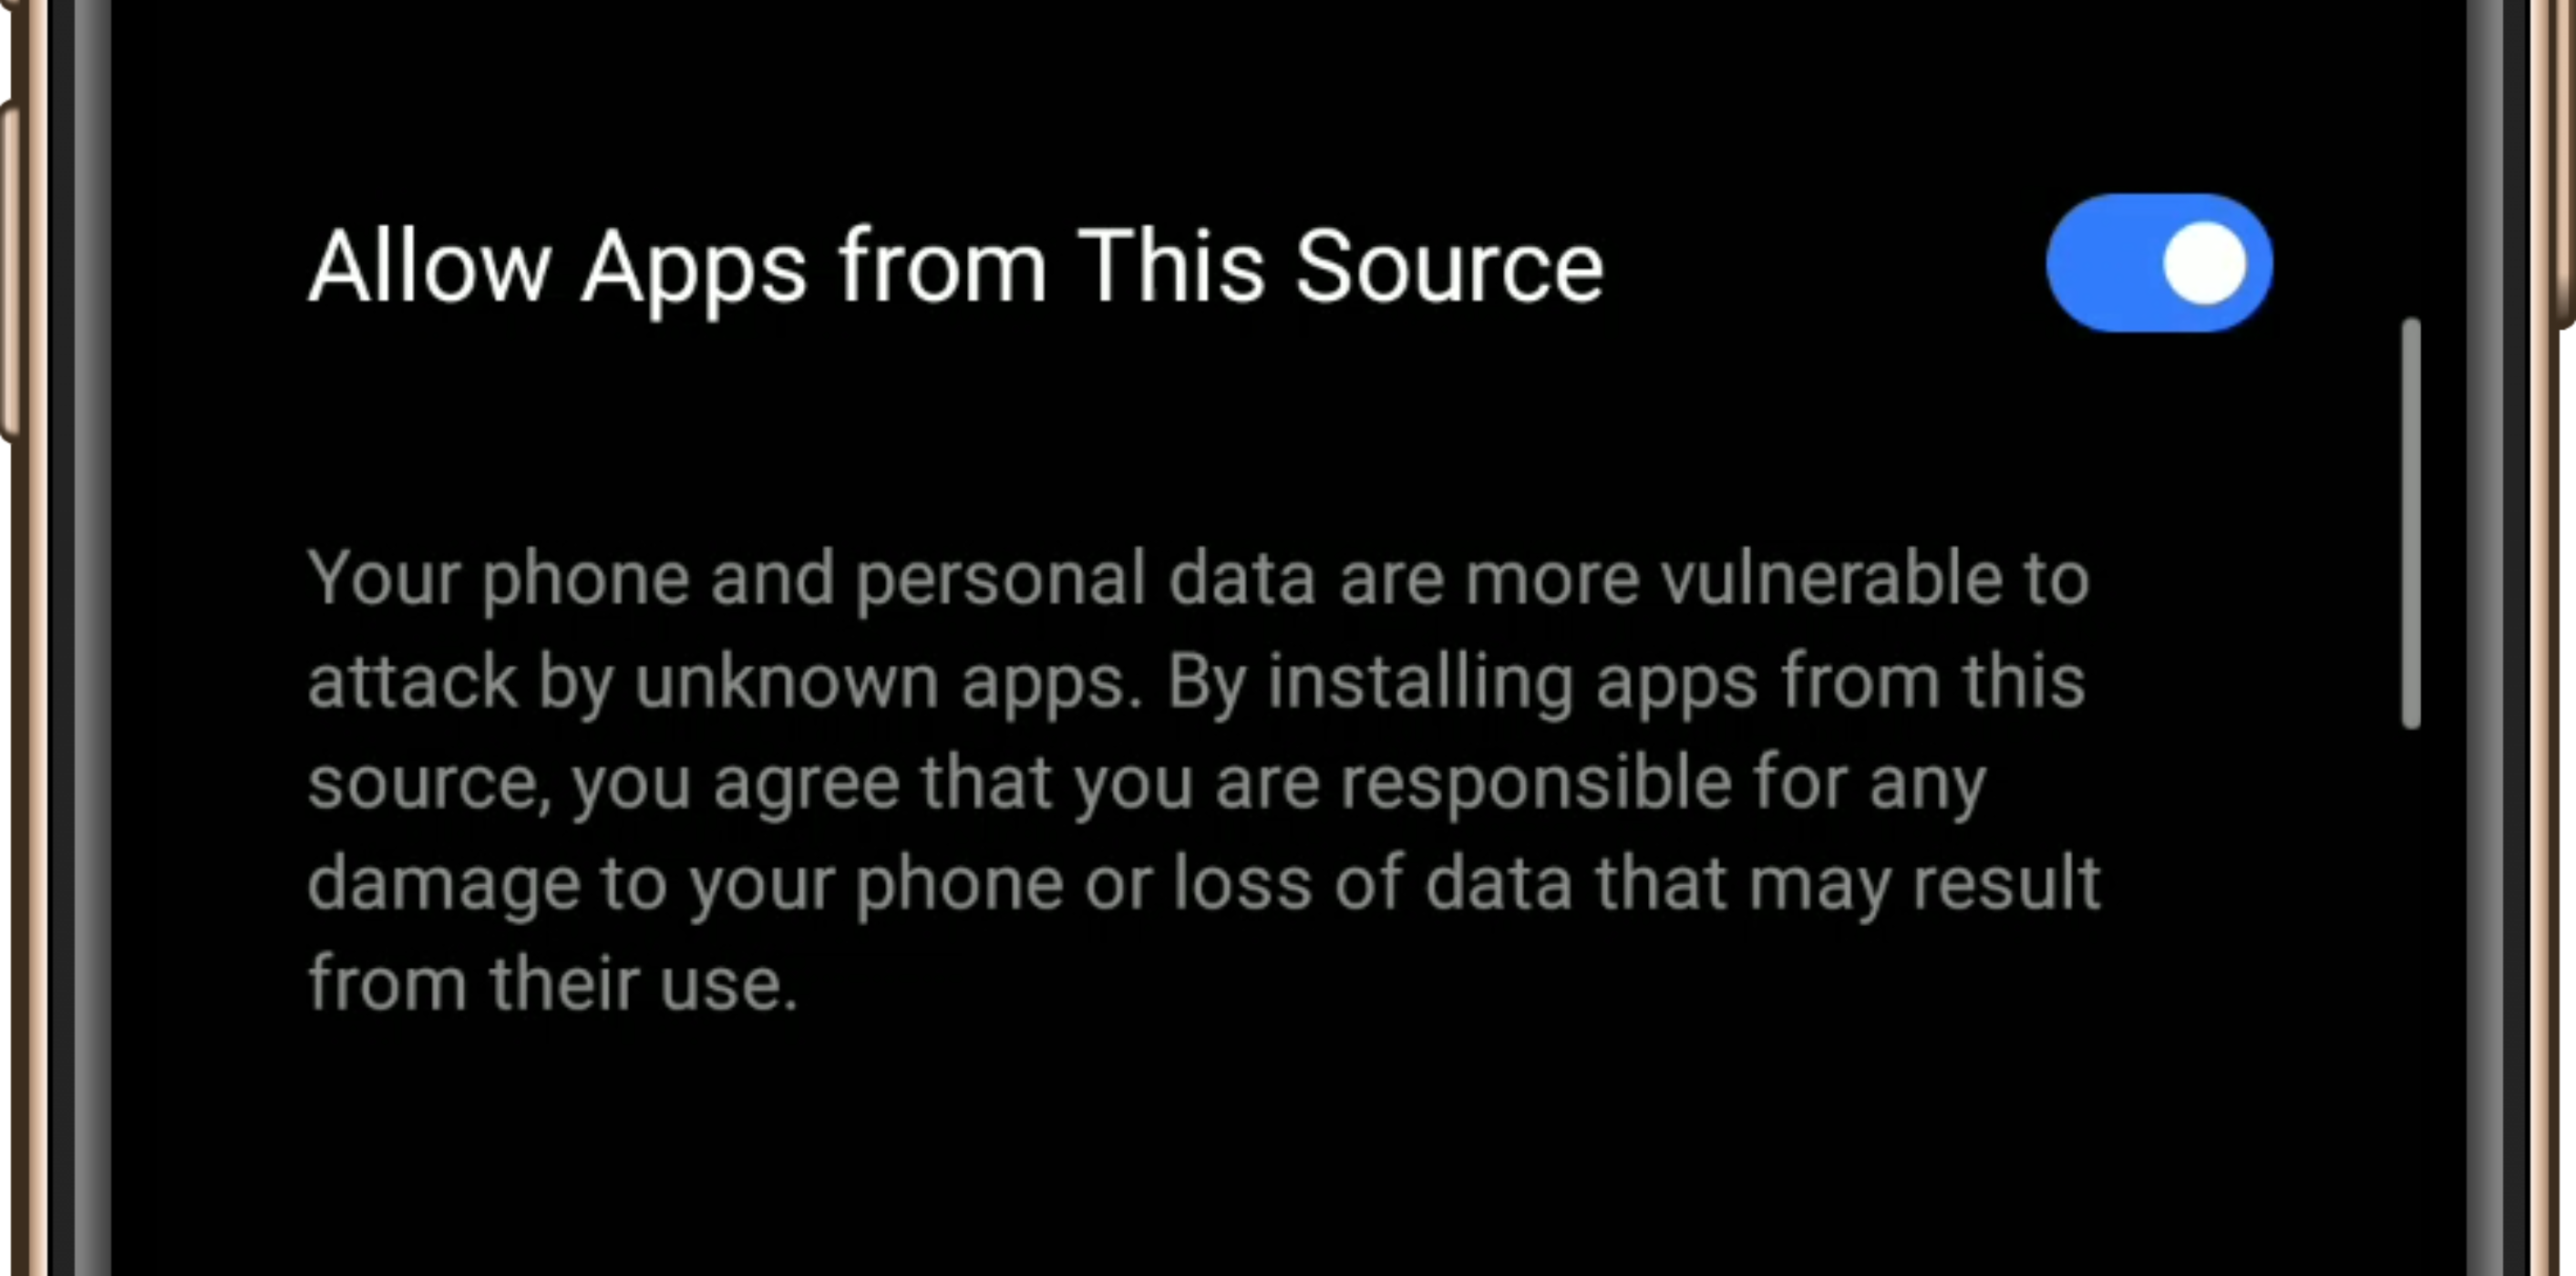 Allow Apps from This Source
Your phone and personal data are more vulnerable to
attack by unknown apps. By installing apps from this
source, you agree that you are responsible for any
damage to your phone or loss of data that may result
from their use.